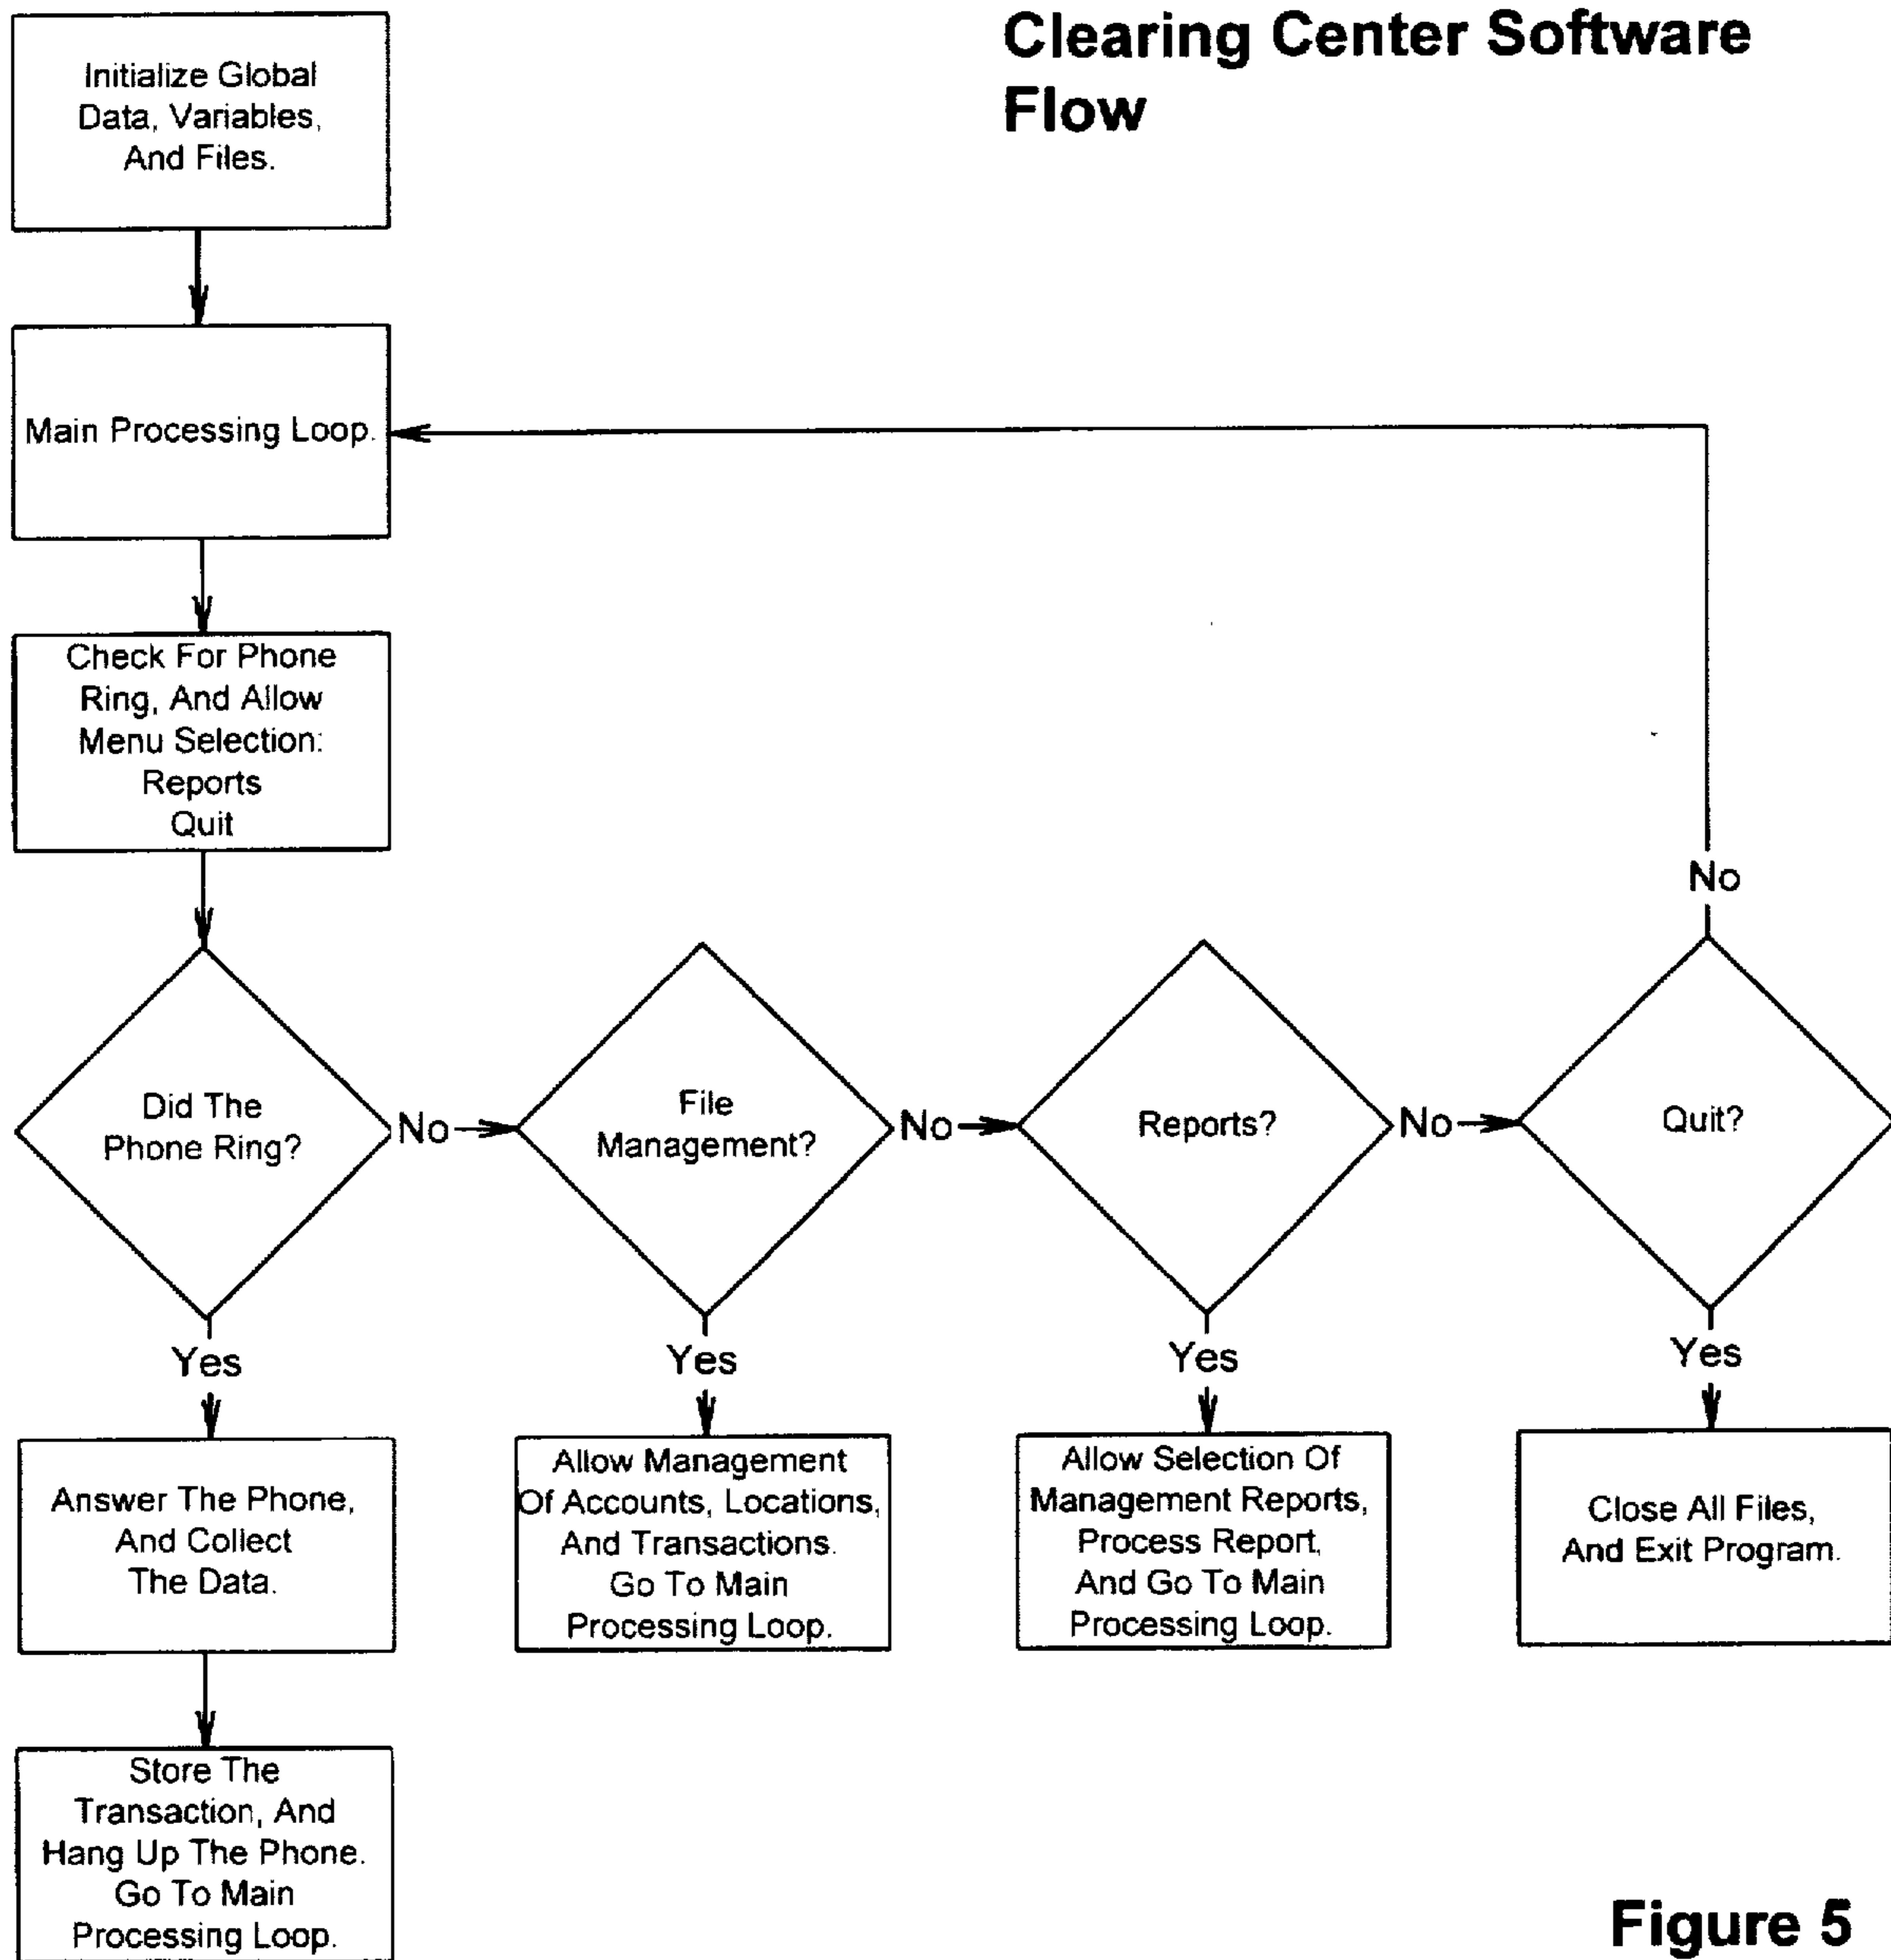 Clearing Center Software
Flow
Initialize Global
Data, Variables,
And Files.
Main Processing Loop.
Check For Phone
Ring, And Allow
Menu Selection:
Reports
Quit
No
Did The
Phone Ring?
No
File
Management?
No
Reports?
No
Quit?
Yes
Yes
Yes
Yes
Answer The Phone,
And Collect
The Data.
Allow Management
Of Accounts, Locations,
And Transactions.
Go To Main
Processing Loop.
Allow Selection Of
Management Reports,
Process Report,
And Go To Main
Processing Loop.
Close All Files,
And Exit Program.
Store The
Transaction, And
Hang Up The Phone.
Go To Main
Processing Loop.
Figure 5